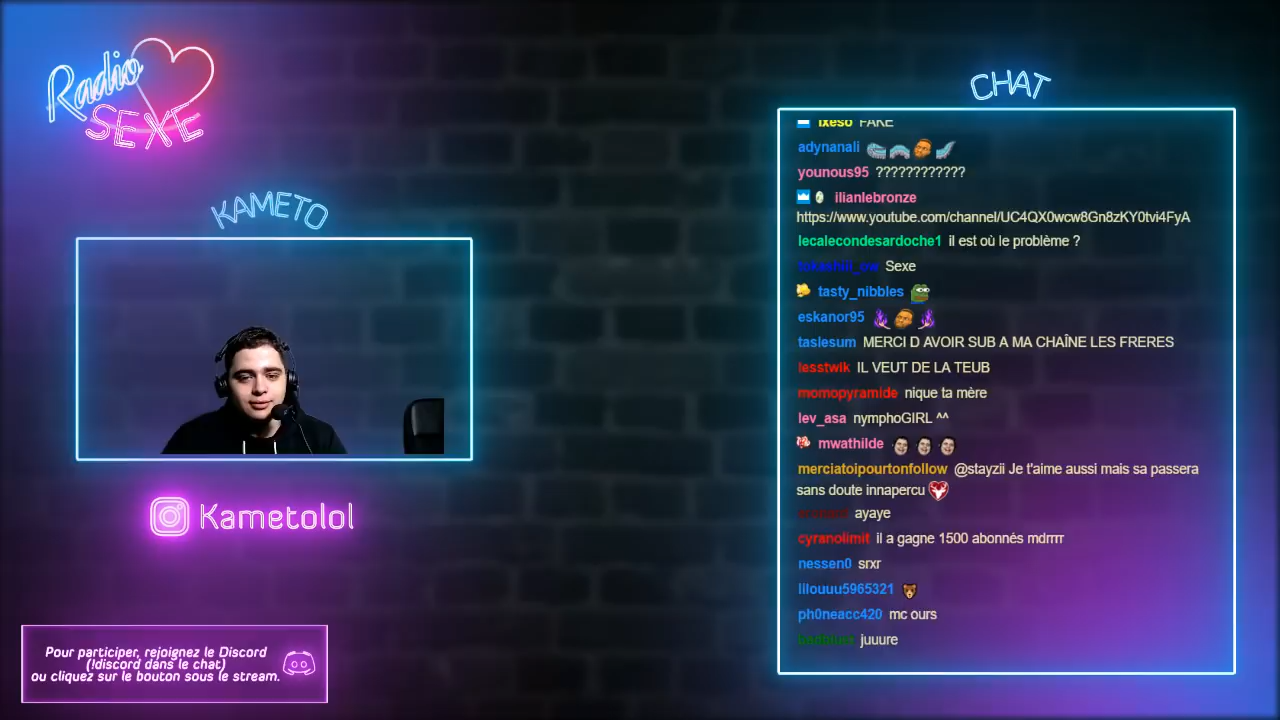 Radio
SEXE
KAMETO
Kametolol
Pour participer, rejoignez le Discord
(!discord dans le chat)
ou cliquez sur le bouton sous le stream.
CHAT
ixeso FAKE
adynanali
younous95 ????????????
ilianlebronze
https://www.youtube.com/channel/UC4QX0wcw8Gn8zKY0tvi4FyA
lecalecondesardoche1 il est où le problème ?
Sexe
tasty_nibbles
eskanor95
taslesum MERCI D AVOIR SUB A MA CHAÎNE LES FRERES
lesstwik IL VEUT DE LA TEUB
momopyramide nique ta mère
lev_asa nymphoGIRL ^^
mwathilde
merciatoipourtonfollow @stayzii Je t'aime aussi mais sa passera
sans doute innapercu
ayaye
cyranolimit il a gagne 1500 abonnés mdrrrr
nessen0 srxr
lilouuu5965321
ph0neacc420 mc ours
juuure